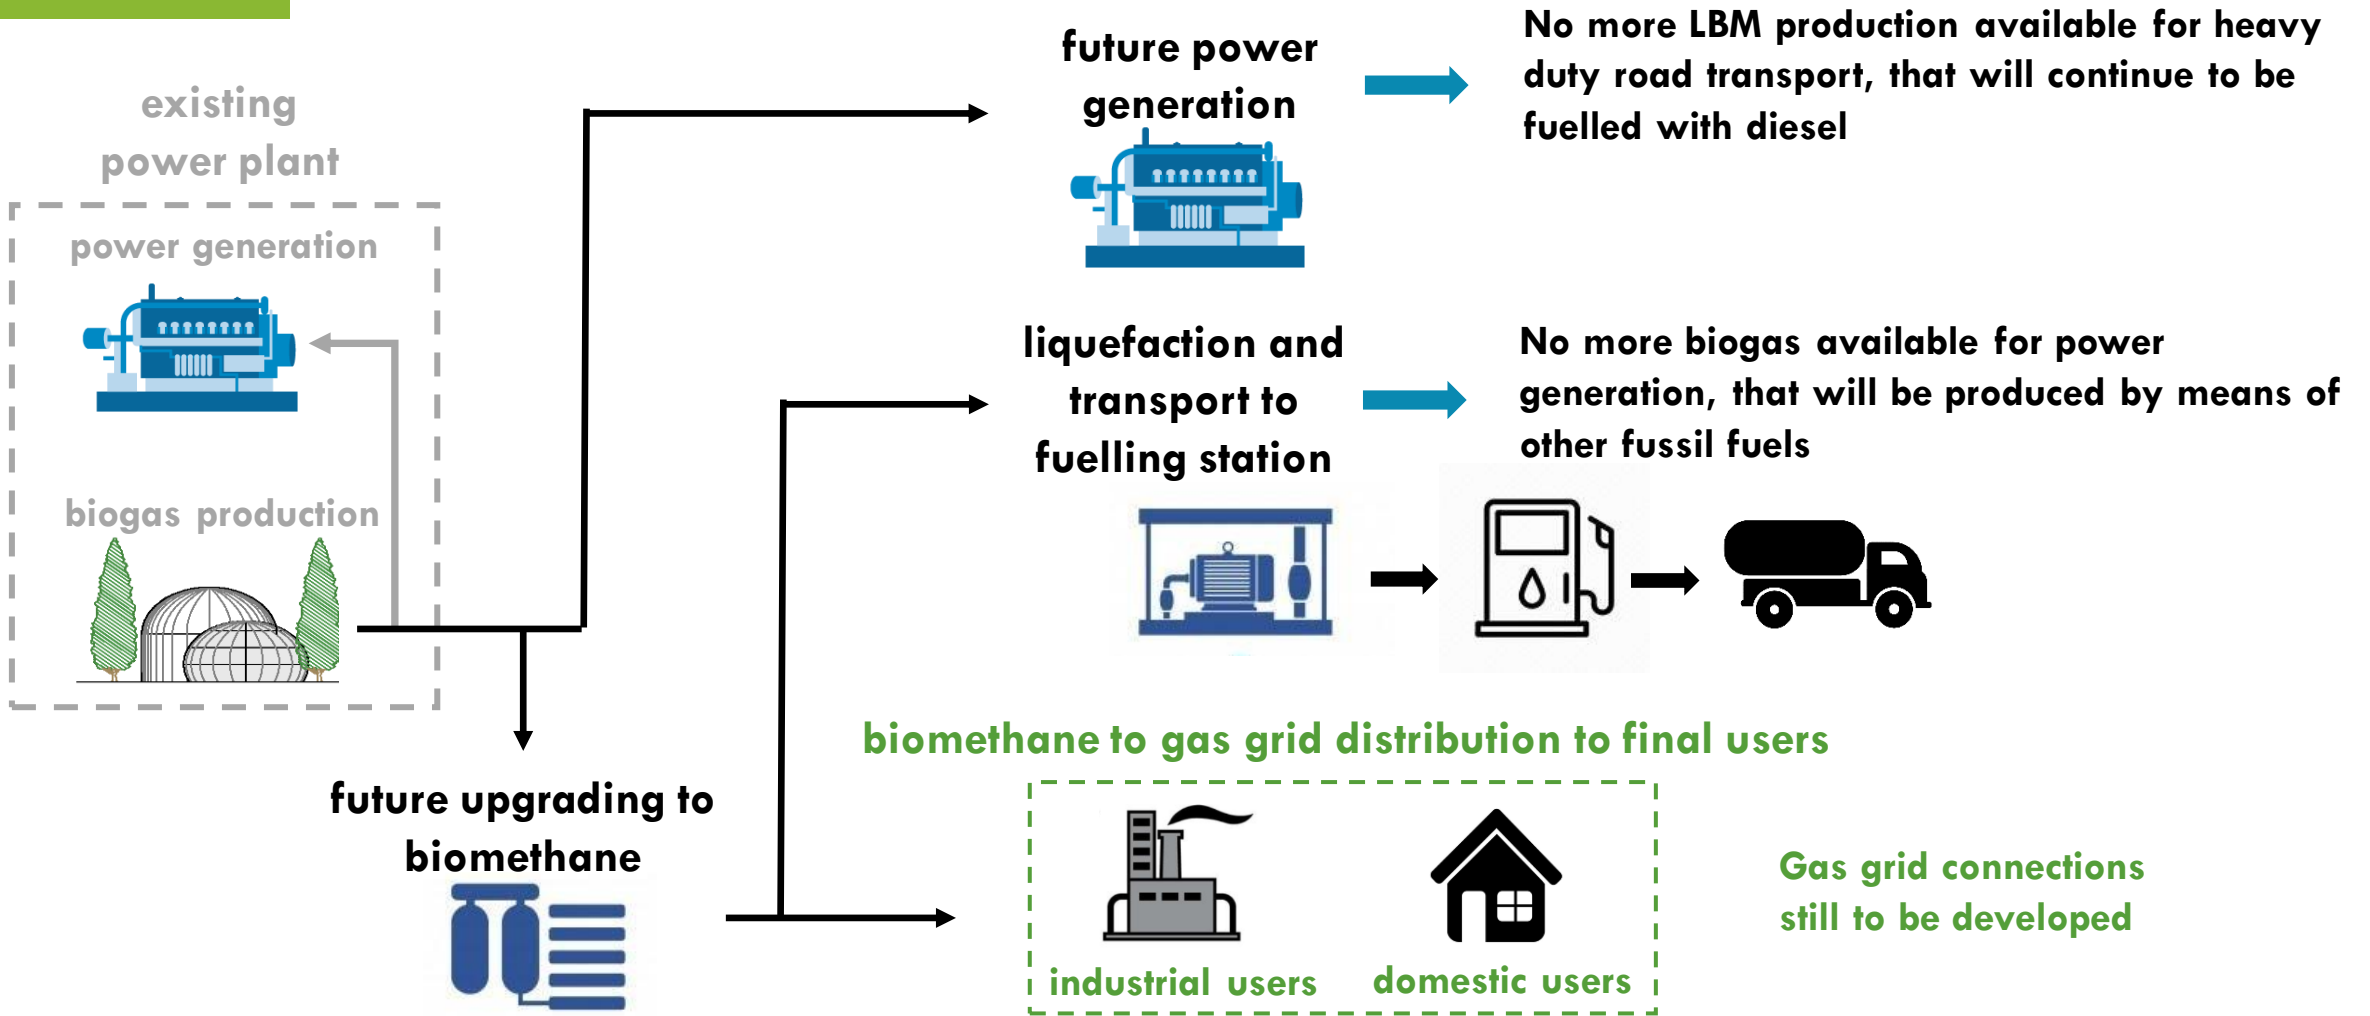 existing
power plant
power generation
biogas production
future power
generation
No more LBM production available for heavy
duty road transport, that will continue to be
fuelled with diesel
liquefaction and
transport to
fuelling station
No more biogas available for power
generation, that will be produced by means of
other fussil fuels
future upgrading to
biomethane
biomethane to gas grid distribution to final users
industrial users
domestic users
Gas grid connections
still to be developed